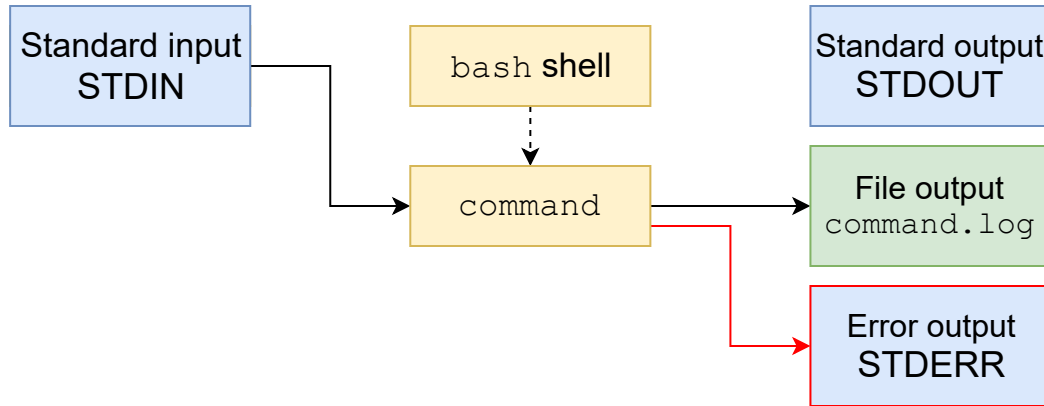 Standard input
STDIN
bash shell
Standard output
STDOUT
command
File output
command.log
Error output
STDERR